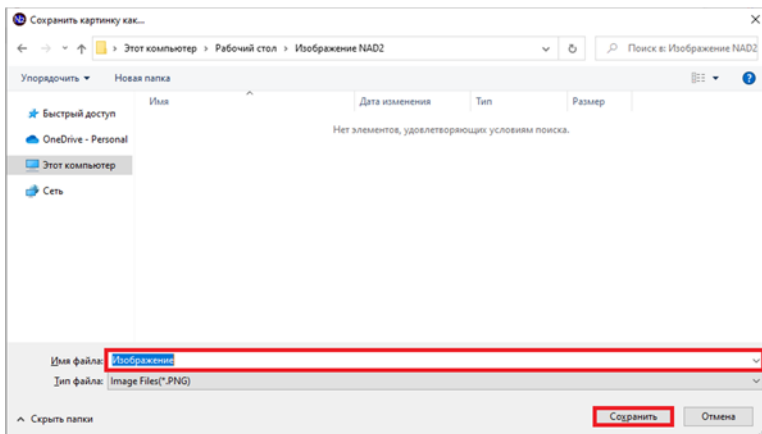 Nb Сохранить картинку как...
Этот компьютер › Рабочий стол › Изображение NAD2
Поиск в: Изображение NAD2
Упорядочить Новая папка
Имя Дата изменения Тип Размер
Нет элементов, удовлетворяющих условиям поиска.
Быстрый доступ
OneDrive - Personal
Этот компьютер
Сеть
Имя файла: Изображение
Тип файла: Image Files(*.PNG)
Скрыть папки Сохранить Отмена